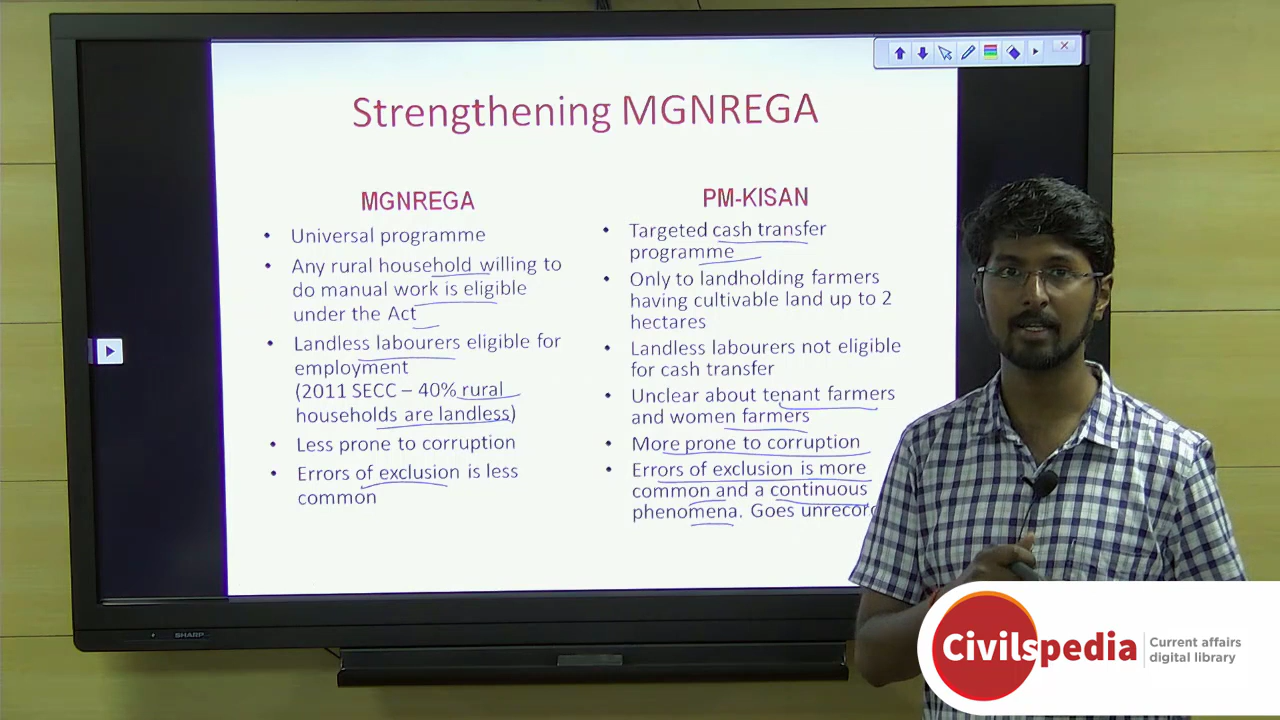 Strengthening MGNREGA
MGNREGA
• Universal programme
• Any rural household willing to
do manual work is eligible
under the Act
• Landless labourers eligible for
employment
(2011 SECC – 40% rural
households are landless)
• Less prone to corruption
• Errors of exclusion is less
common
PM-KISAN
• Targeted cash transfer
programme
• Only to landholding farmers
having cultivable land up to 2
hectares
• Landless labourers not eligible
for cash transfer
• Unclear about tenant farmers
and women farmers
• More prone to corruption
• Errors of exclusion is more
common and a continuous
phenomena. Goes
SHARP
Civilspedia
Current affairs
digital library